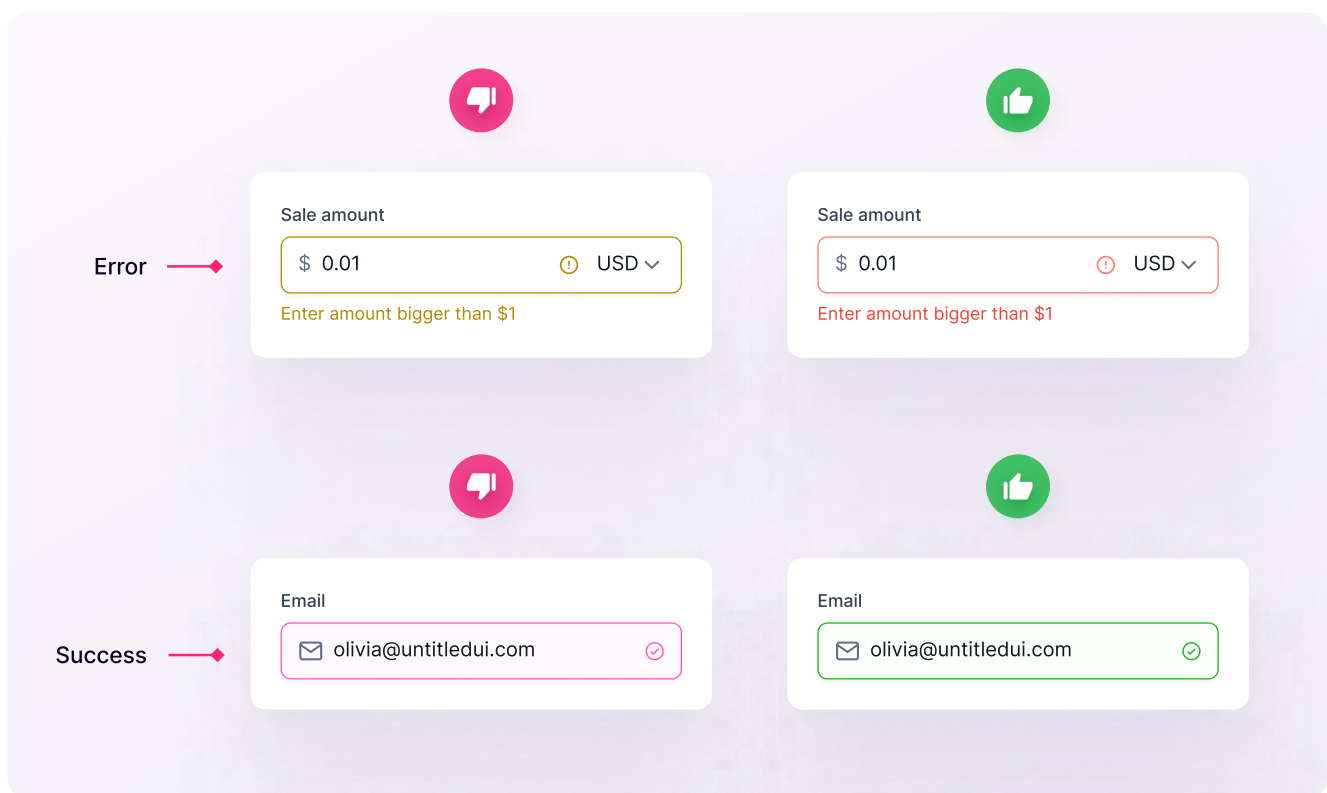 Sale amount
Sale amount
Error
$ 0.01 USD
$ 0.01 USD
Enter amount bigger than $1
Enter amount bigger than $1
Email
Email
Success
olivia@untitledui.com
olivia@untitledui.com